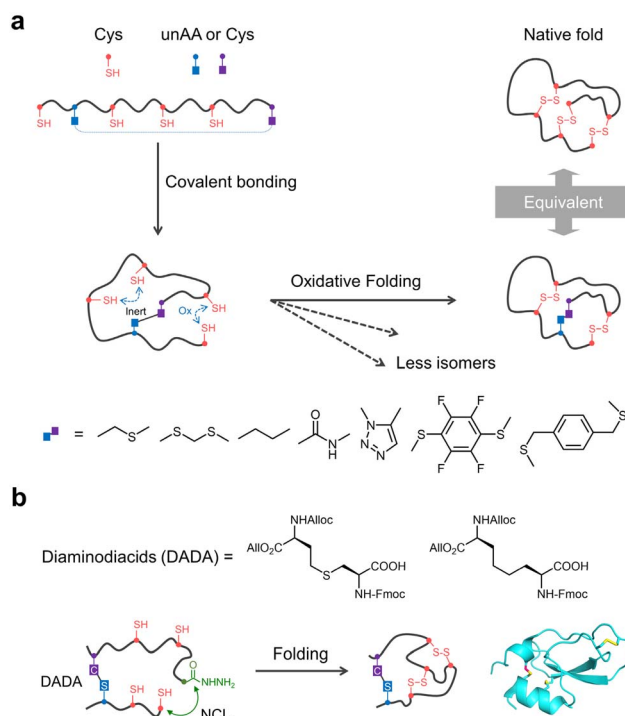 a
Cys
unAA or Cys
Native fold
SH
SH
SH
SH
SH
SH
S-S
S-S
S-S
Covalent bonding
Equivalent
SH
SH
Inert
Ox
SH
SH
Oxidative Folding
Less isomers
S-S
S-S
=
S
S
S
O
N
H
N
N
N
F
F
S
S
F
F
S
S
b
Diaminodiacids (DADA) =
NHAlloc
AllO₂C
S
COOH
NH-Fmoc
NHAlloc
AllO₂C
COOH
NH-Fmoc
SH
SH
O
NHNH₂
DADA
C
S
SH
SH
NCL
Folding
C
S
S-S
S-S